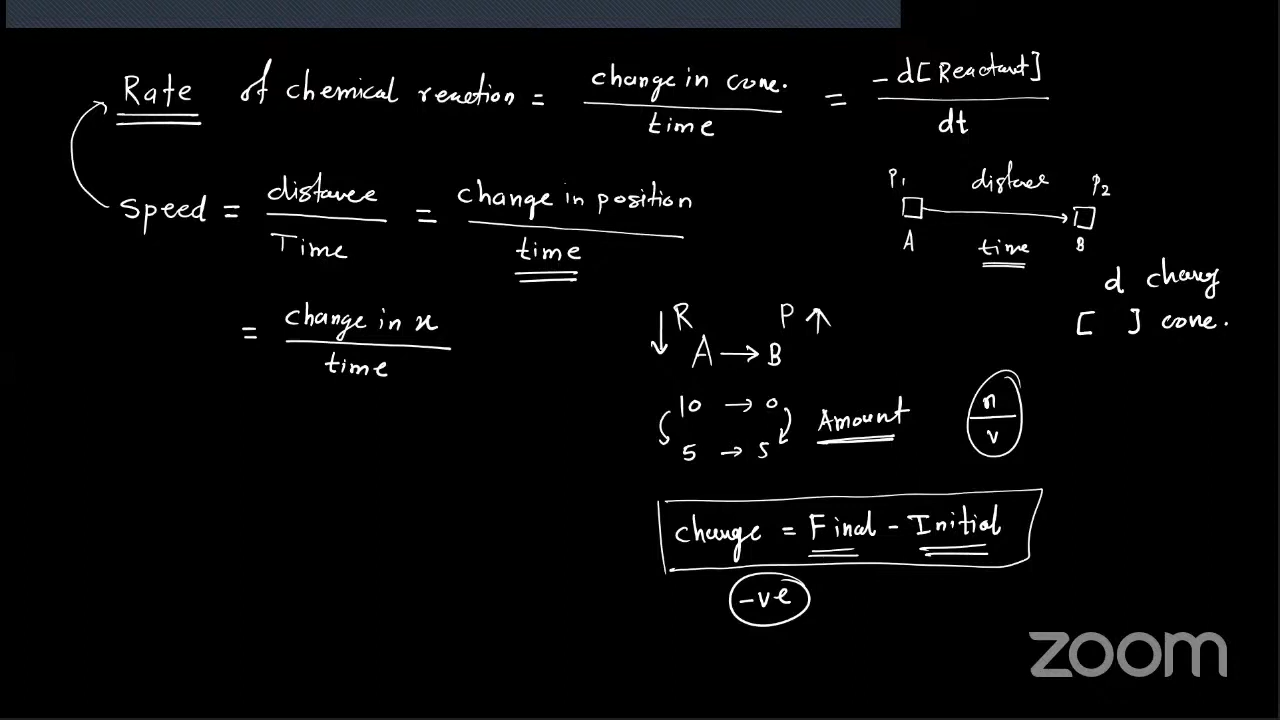 Rate of chemical reaction = change in conc. / time = - d[Reactant] / dt
Speed = distance / Time = change in position / time
P1 distance P2
A time B
= change in x / time
d change
[ ] conc.
↓ R P ↑
A → B
10 → 0
5 → 5
Amount
n / v
change = Final - Initial
-ve
zoom